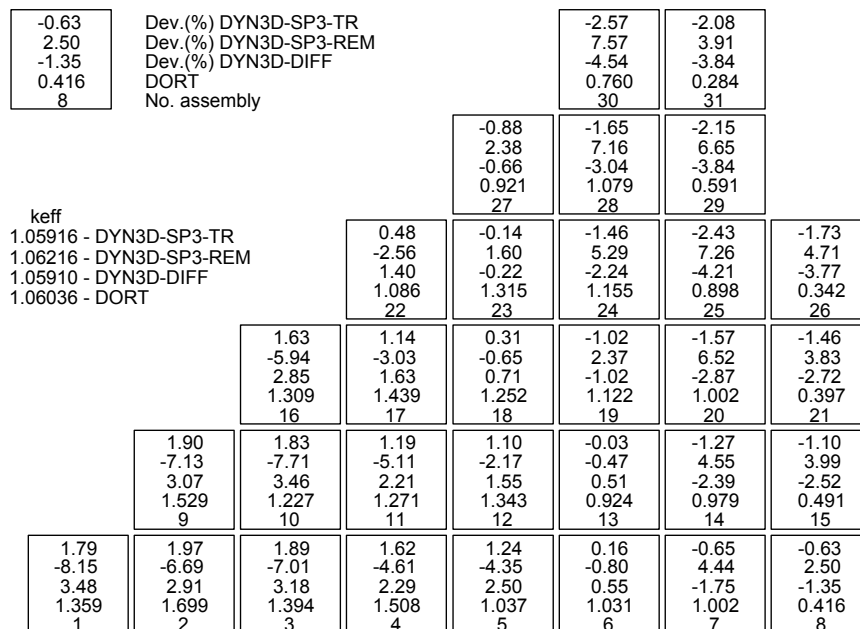 -0.63 Dev.(%) DYN3D-SP3-TR -2.57 -2.08
2.50 Dev.(%) DYN3D-SP3-REM 7.57 3.91
-1.35 Dev.(%) DYN3D-DIFF -4.54 -3.84
0.416 DORT 0.760 0.284
8 No. assembly 30 31
-0.88 -1.65 -2.15
2.38 7.16 6.65
-0.66 -3.04 -3.84
0.921 1.079 0.591
27 28 29
keff
1.05916 - DYN3D-SP3-TR 0.48 -0.14 -1.46 -2.43 -1.73
1.06216 - DYN3D-SP3-REM -2.56 1.60 5.29 7.26 4.71
1.05910 - DYN3D-DIFF 1.40 -0.22 -2.24 -4.21 -3.77
1.06036 - DORT 1.086 1.315 1.155 0.898 0.342
22 23 24 25 26
1.63 1.14 0.31 -1.02 -1.57 -1.46
-5.94 -3.03 -0.65 2.37 6.52 3.83
2.85 1.63 0.71 -1.02 -2.87 -2.72
1.309 1.439 1.252 1.122 1.002 0.397
16 17 18 19 20 21
1.90 1.83 1.19 1.10 -0.03 -1.27 -1.10
-7.13 -7.71 -5.11 -2.17 -0.47 4.55 3.99
3.07 3.46 2.21 1.55 0.51 -2.39 -2.52
1.529 1.227 1.271 1.343 0.924 0.979 0.491
9 10 11 12 13 14 15
1.79 1.97 1.89 1.62 1.24 0.16 -0.65 -0.63
-8.15 -6.69 -7.01 -4.61 -4.35 -0.80 4.44 2.50
3.48 2.91 3.18 2.29 2.50 0.55 -1.75 -1.35
1.359 1.699 1.394 1.508 1.037 1.031 1.002 0.416
1 2 3 4 5 6 7 8